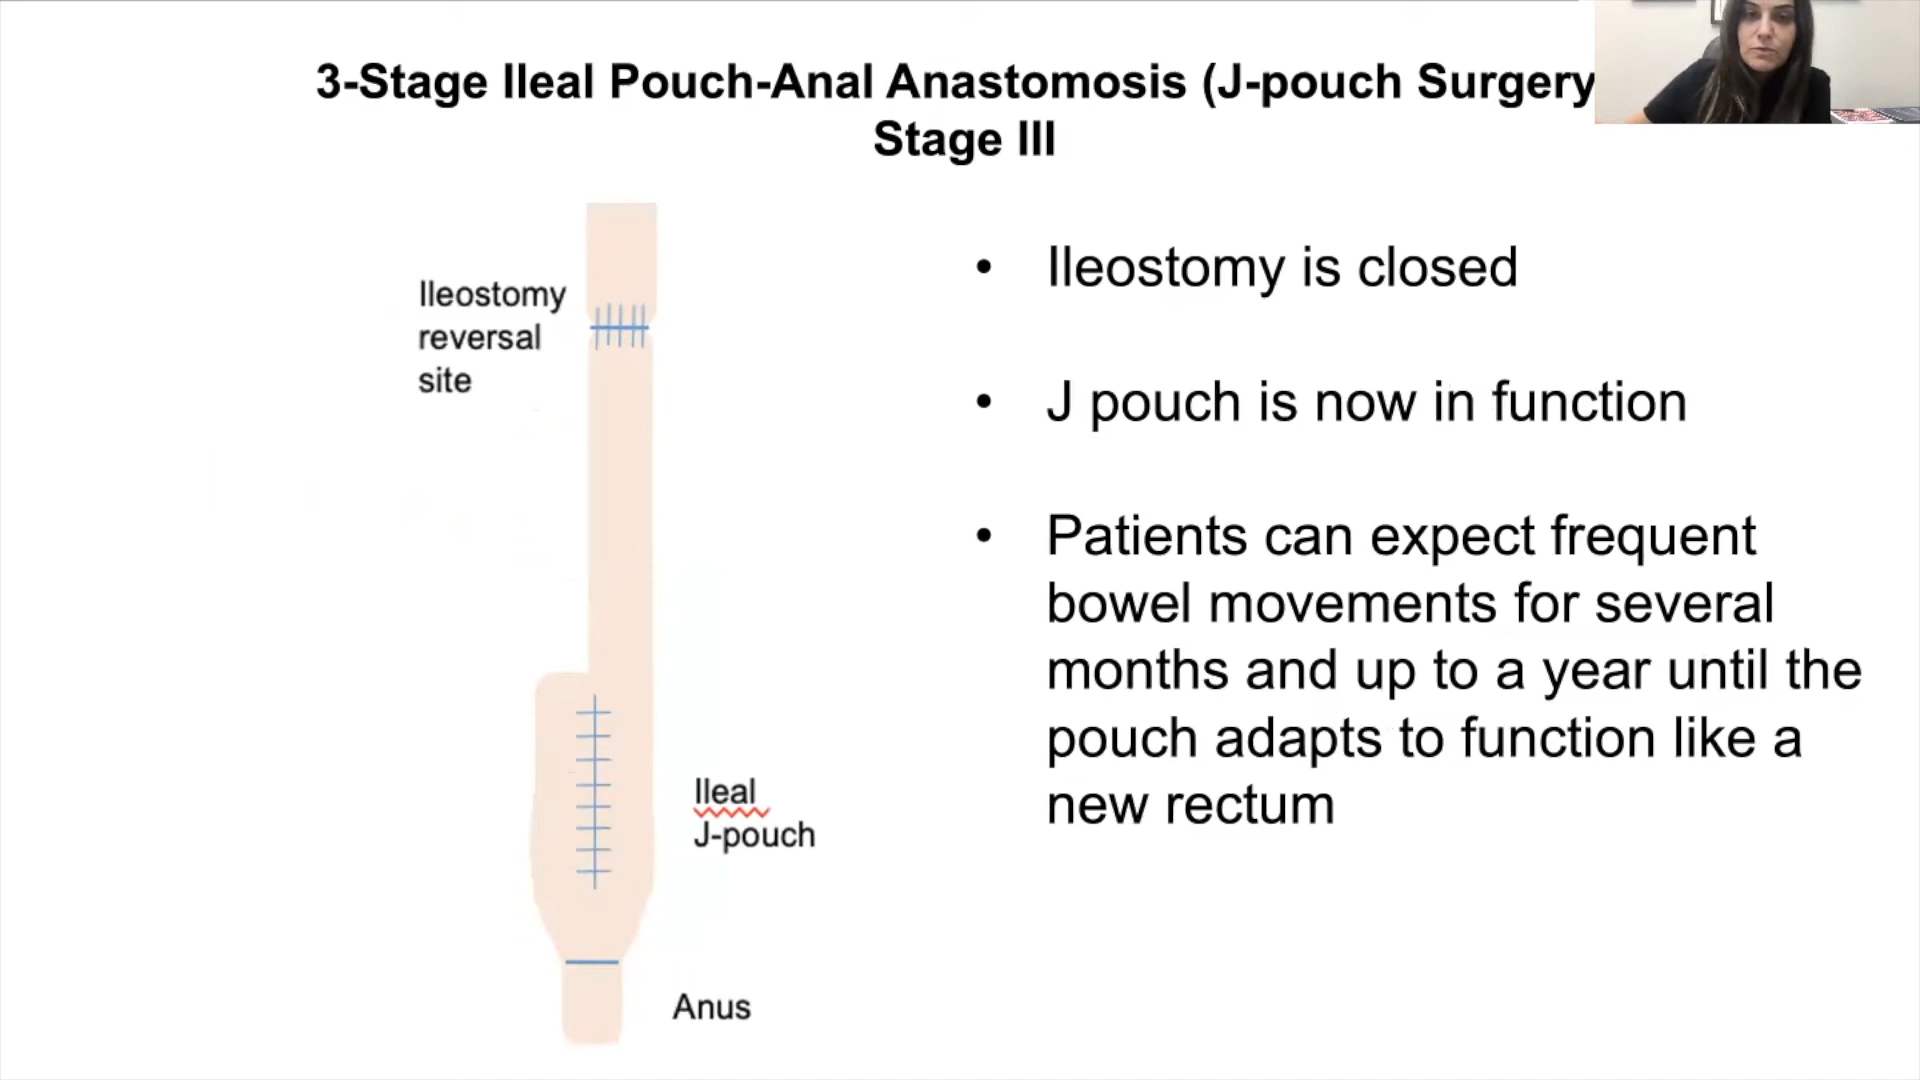 3-Stage Ileal Pouch-Anal Anastomosis (J-pouch Surgery
Stage III
Ileostomy
reversal
site
Ileal
J-pouch
Anus
• Ileostomy is closed
• J pouch is now in function
• Patients can expect frequent
bowel movements for several
months and up to a year until the
pouch adapts to function like a
new rectum